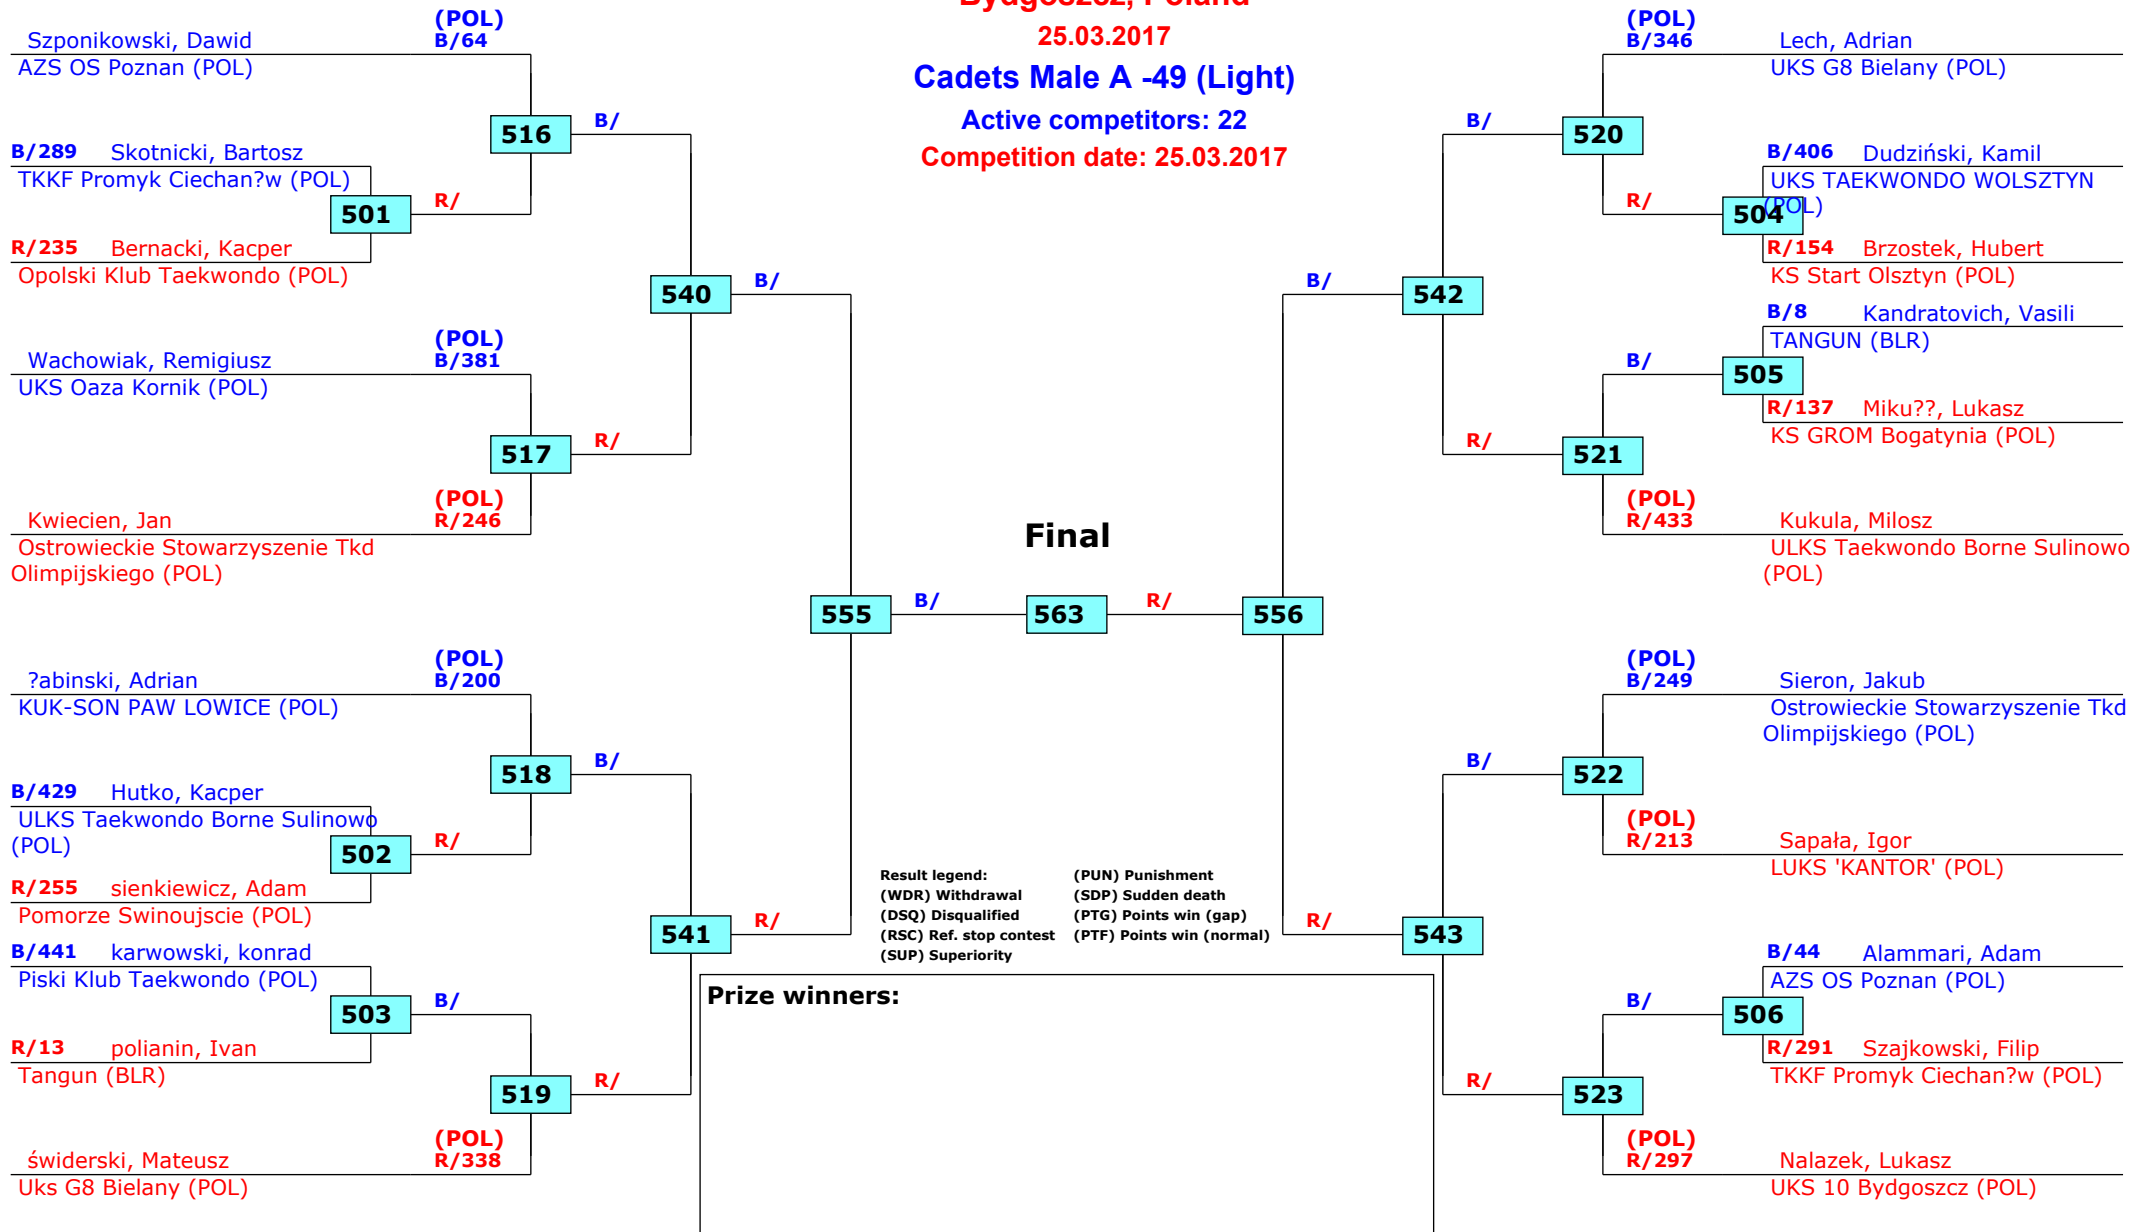 Bydgoszcz, Poland
25.03.2017
Cadets Male A -49 (Light)
Active competitors: 22
Competition date: 25.03.2017
(POL)
Szponikowski, Dawid B/64
AZS OS Poznan (POL)
516
B/
B/289 Skotnicki, Bartosz
TKKF Promyk Ciechan?w (POL)
501
R/
R/235 Bernacki, Kacper
Opolski Klub Taekwondo (POL)
540
B/
(POL)
Wachowiak, Remigiusz B/381
UKS Oaza Kornik (POL)
517
R/
(POL)
Kwiecien, Jan R/246
Ostrowieckie Stowarzyszenie Tkd
Olimpijskiego (POL)
555
B/
(POL)
?abinski, Adrian B/200
KUK-SON PAW LOWICE (POL)
518
B/
B/429 Hutko, Kacper
ULKS Taekwondo Borne Sulinowo
(POL)
502
R/
R/255 sienkiewicz, Adam
Pomorze Swinoujscie (POL)
541
R/
B/441 karwowski, konrad
Piski Klub Taekwondo (POL)
503
B/
R/13 polianin, Ivan
Tangun (BLR)
519
R/
(POL)
świderski, Mateusz R/338
Uks G8 Bielany (POL)
Final
563
R/
556
(POL)
B/346 Lech, Adrian
UKS G8 Bielany (POL)
B/
520
B/406 Dudziński, Kamil
UKS TAEKWONDO WOLSZTYN
(POL)
R/
504
R/154 Brzostek, Hubert
KS Start Olsztyn (POL)
B/
542
B/8 Kandratovich, Vasili
TANGUN (BLR)
B/
505
R/137 Miku??, Lukasz
KS GROM Bogatynia (POL)
R/
521
(POL)
R/433 Kukula, Milosz
ULKS Taekwondo Borne Sulinowo
(POL)
(POL)
B/249 Sieron, Jakub
Ostrowieckie Stowarzyszenie Tkd
Olimpijskiego (POL)
B/
522
(POL)
R/213 Sapała, Igor
LUKS 'KANTOR' (POL)
R/
543
B/44 Alammari, Adam
AZS OS Poznan (POL)
B/
506
R/291 Szajkowski, Filip
TKKF Promyk Ciechan?w (POL)
R/
523
(POL)
R/297 Nalazek, Lukasz
UKS 10 Bydgoszcz (POL)
Result legend: (PUN) Punishment
(WDR) Withdrawal (SDP) Sudden death
(DSQ) Disqualified (PTG) Points win (gap)
(RSC) Ref. stop contest (PTF) Points win (normal)
(SUP) Superiority
Prize winners: